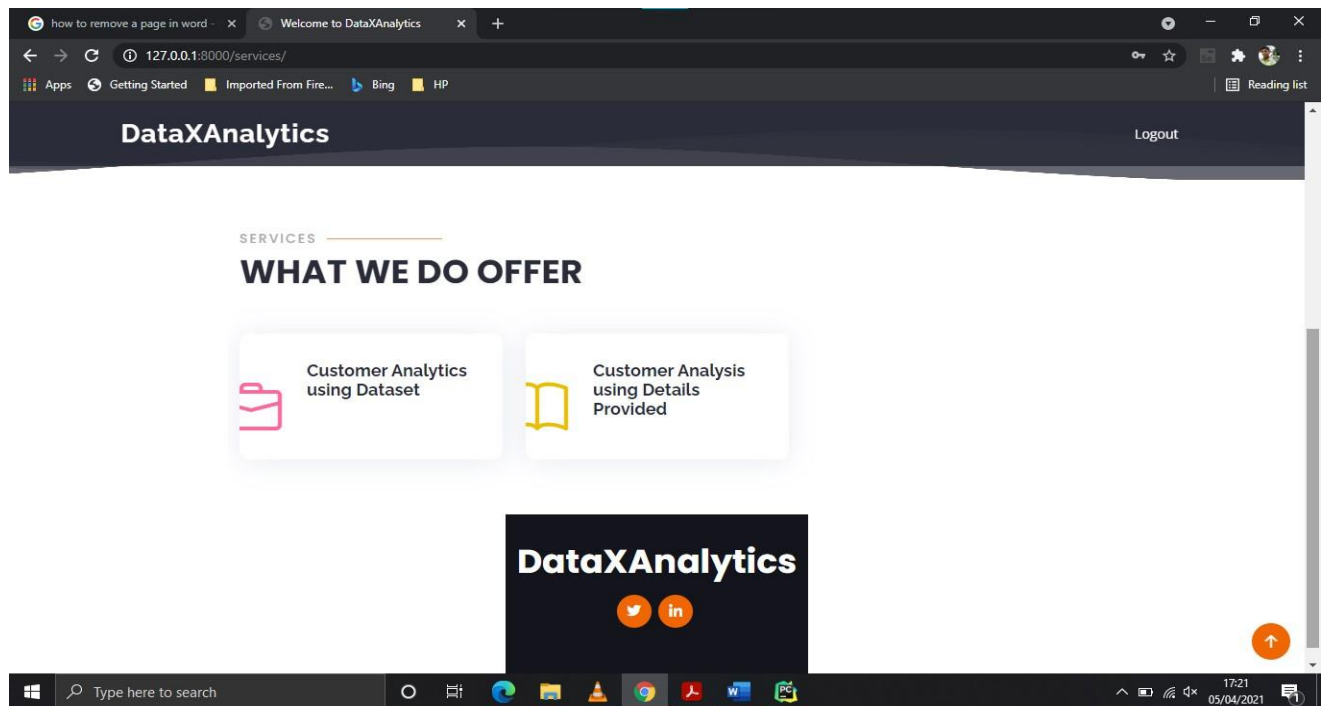 how to remove a page in word -
Welcome to DataXAnalytics
127.0.0.1:8000/services/
Apps Getting Started Imported From Fire... Bing HP Reading list
DataXAnalytics Logout
SERVICES
WHAT WE DO OFFER
Customer Analytics
using Dataset
Customer Analysis
using Details
Provided
DataXAnalytics
in
Type here to search
W
PC
17:21
05/04/2021
1